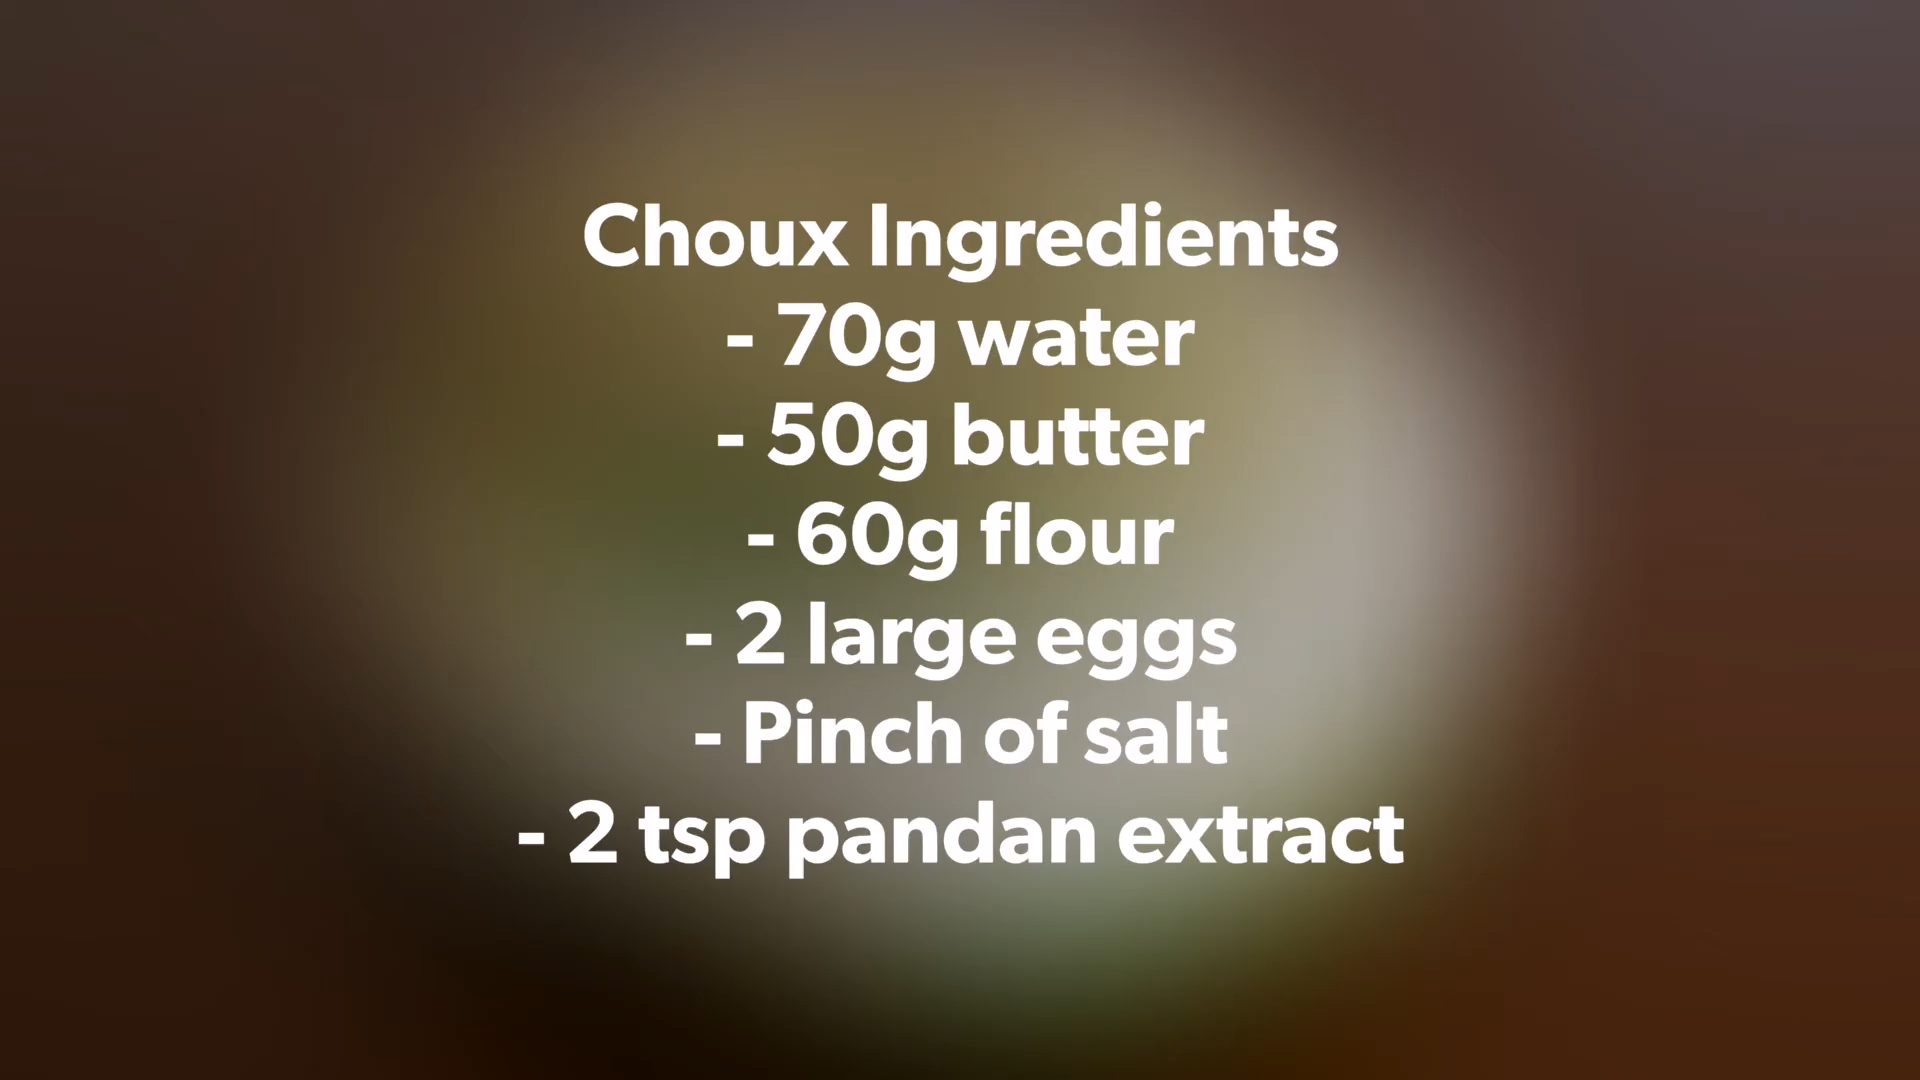 Choux Ingredients
- 70g water
- 50g butter
- 60g flour
- 2 large eggs
- Pinch of salt
- 2 tsp pandan extract